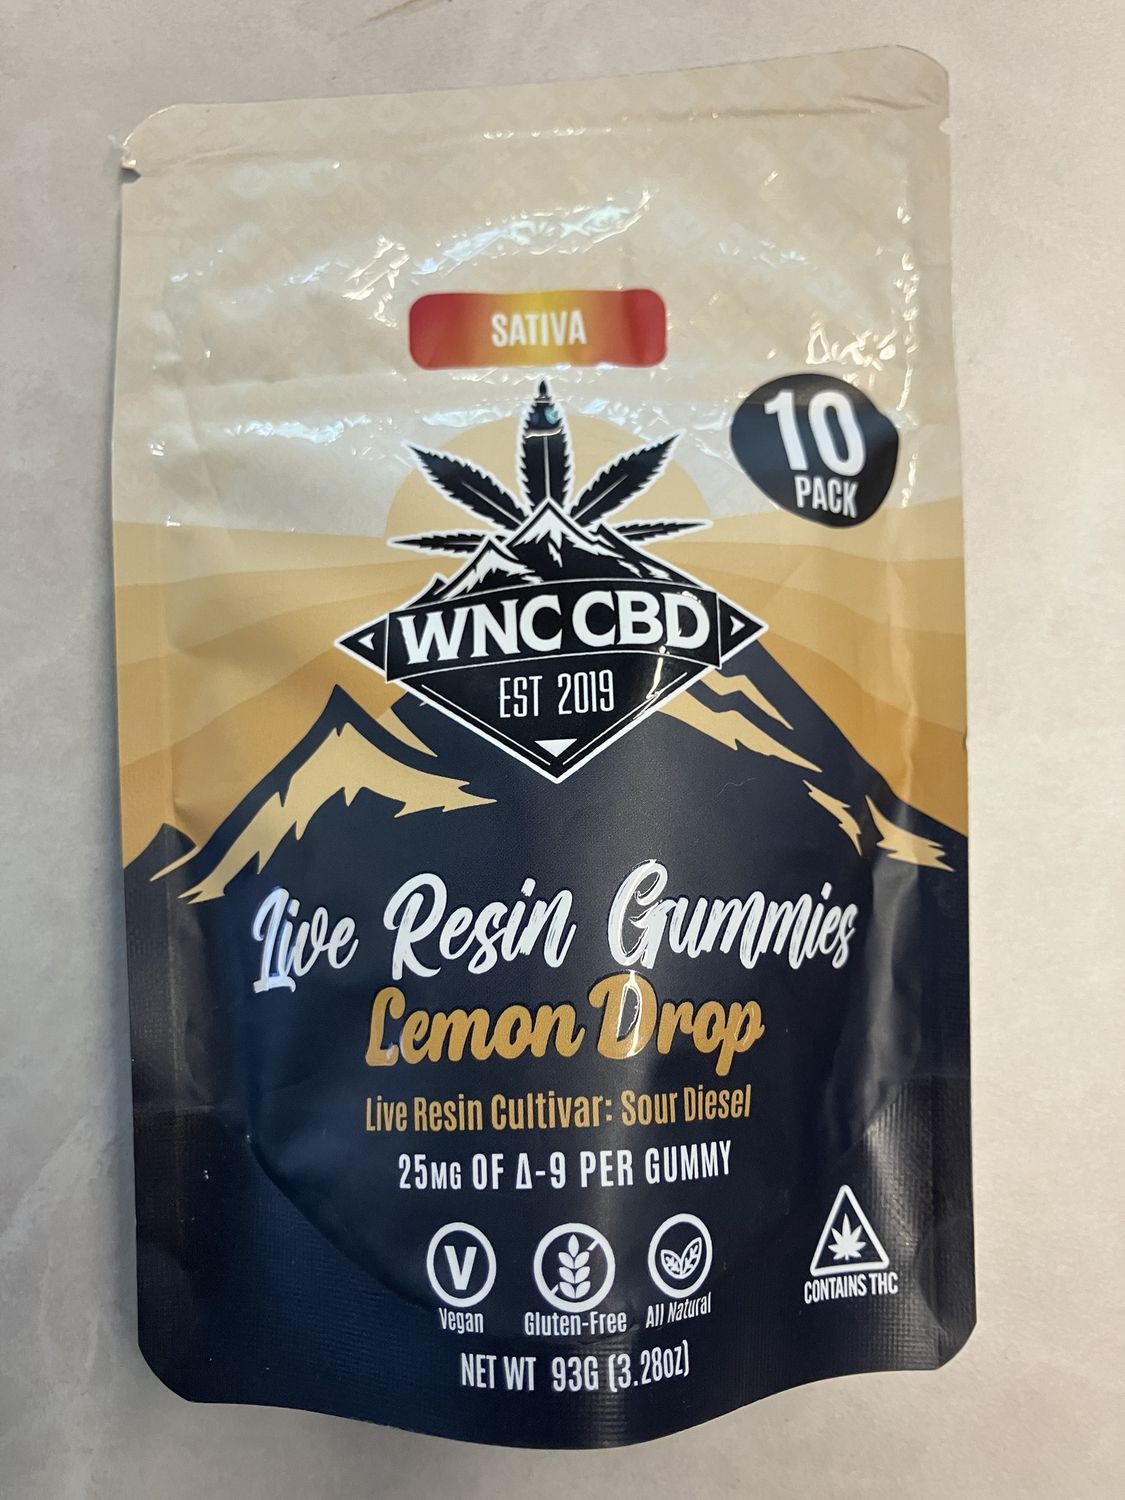 SATIVA
10
PACK
WNC CBD
EST 2019
Live Resin Gummies
Lemon Drop
Live Resin Cultivar: Sour Diesel
25MG OF Δ-9 PER GUMMY
V
Vegan
Gluten-Free
All Natural
CONTAINS THC
NET WT 93G (3.28OZ)